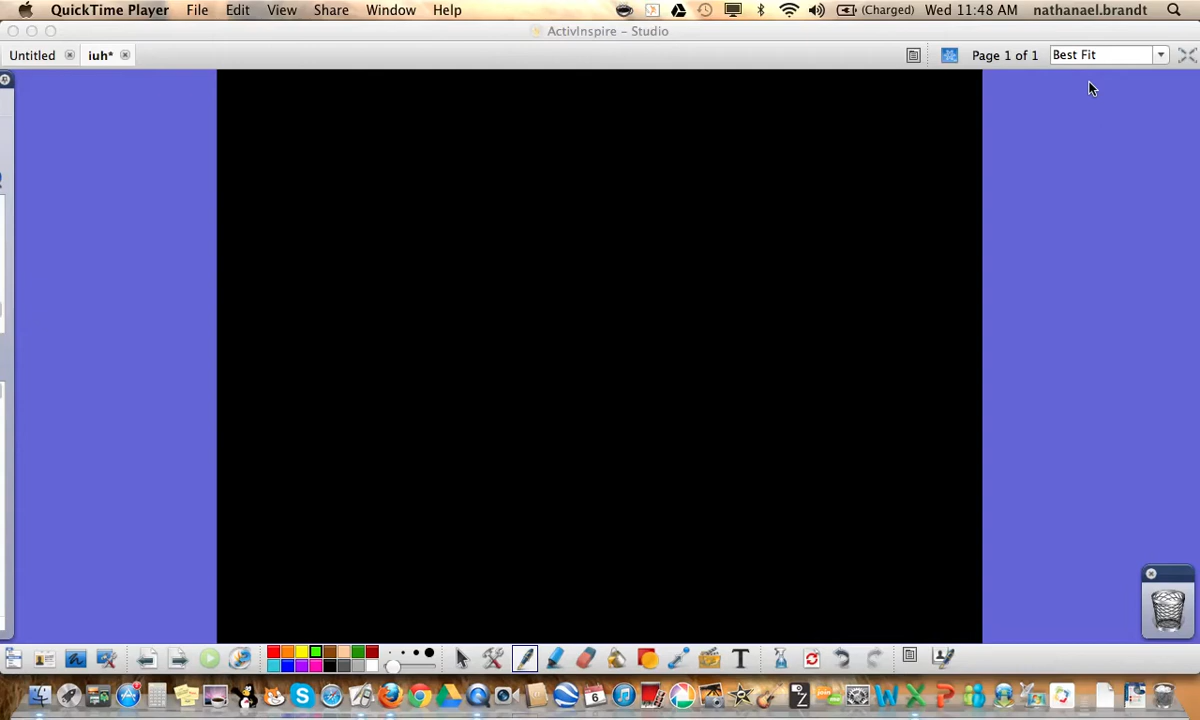 QuickTime Player File Edit View Share Window Help (Charged) Wed 11:48 AM nathanael.brandt
ActivInspire – Studio
Untitled iuh* Page 1 of 1 Best Fit